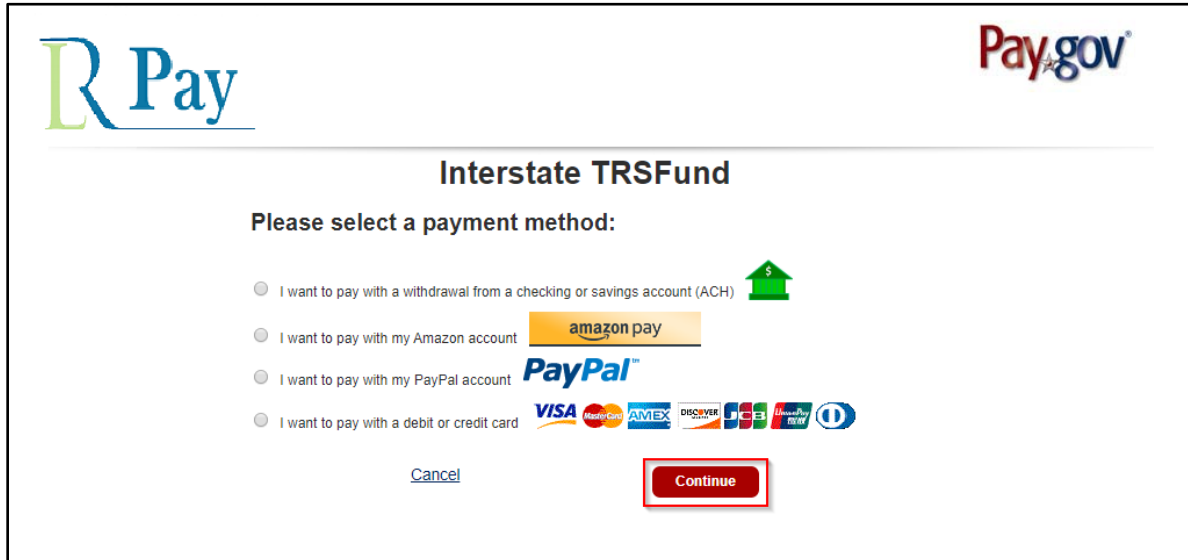 LR Pay
Pay.gov
Interstate TRSFund
Please select a payment method:
I want to pay with a withdrawal from a checking or savings account (ACH) $
I want to pay with my Amazon account amazon pay
I want to pay with my PayPal account PayPal™
I want to pay with a debit or credit card VISA MasterCard AMEX DISCOVER JCB UnionPay
Cancel Continue